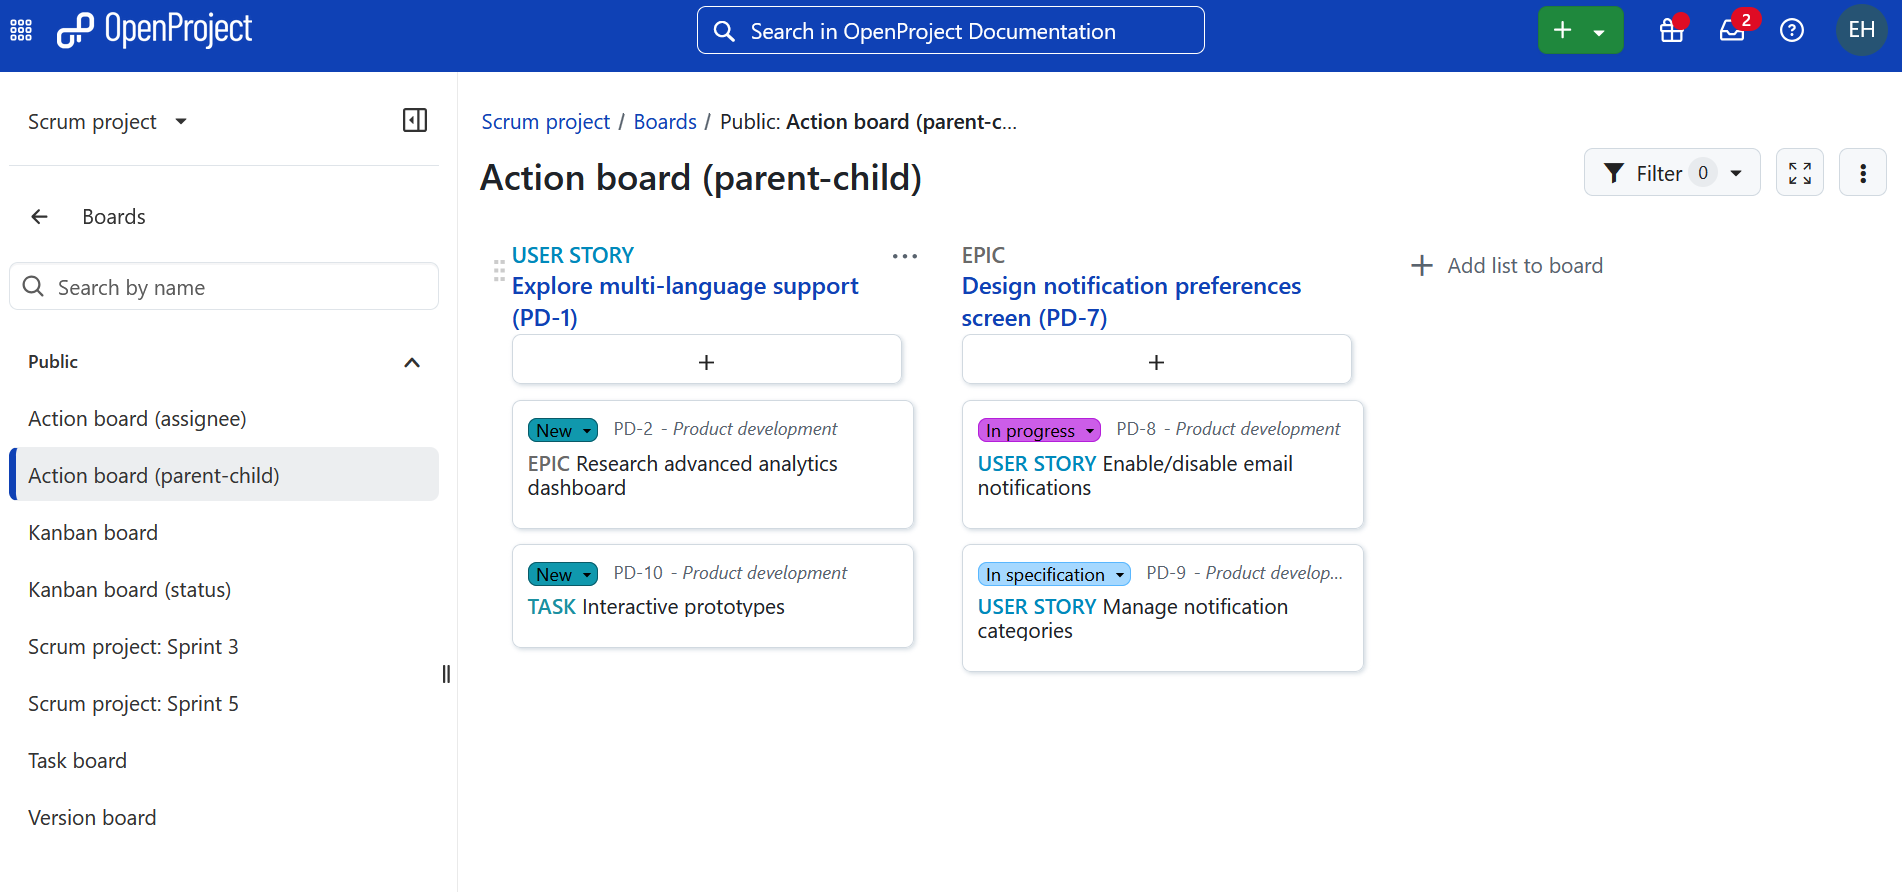 OpenProject
Search in OpenProject Documentation
2
EH
Scrum project
Boards
Search by name
Public
Action board (assignee)
Action board (parent-child)
Kanban board
Kanban board (status)
Scrum project: Sprint 3
Scrum project: Sprint 5
Task board
Version board
Scrum project / Boards / Public: Action board (parent-c...
Action board (parent-child)
Filter 0
USER STORY
Explore multi-language support
(PD-1)
+
New PD-2 - Product development
EPIC Research advanced analytics
dashboard
New PD-10 - Product development
TASK Interactive prototypes
EPIC
Design notification preferences
screen (PD-7)
+
In progress PD-8 - Product development
USER STORY Enable/disable email
notifications
In specification PD-9 - Product develop...
USER STORY Manage notification
categories
+ Add list to board